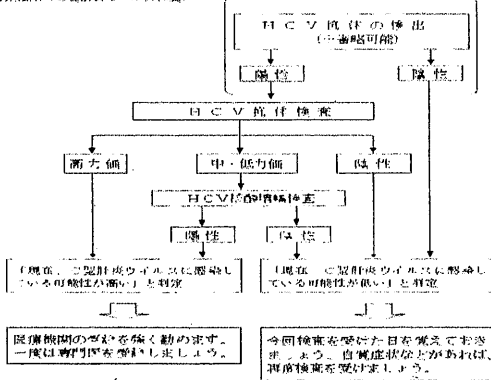 HCV抗体の検出
(※省略可能)
陽性
陰性
HCV抗体検査
高力価
中・低力価
陰性
HCV核酸増幅検査
陽性
陰性
「現在、C型肝炎ウイルスに感染し
ている可能性が高い」と判定
「現在、C型肝炎ウイルスに感染し
ている可能性が低い」と判定
医療機関の受診を強く勧めます。
一度は専門医を受診しましょう。
今回検査を受けた日を覚えておき
ましょう。自覚症状などがあれば、
再度検査を受けましょう。